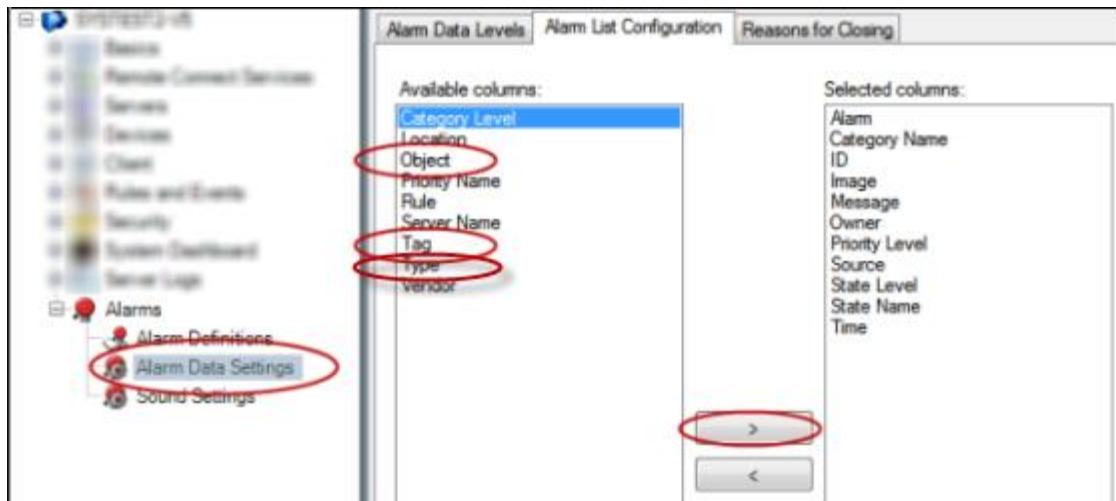 Alarms
Alarm Definitions
Alarm Data Settings
Sound Settings
Alarm Data Levels
Alarm List Configuration
Reasons for Closing
Available columns:
Category Level
Location
Object
Priority Name
Rule
Server Name
Tag
Type
Vendor
>
<
Selected columns:
Alarm
Category Name
ID
Image
Message
Owner
Priority Level
Source
State Level
State Name
Time